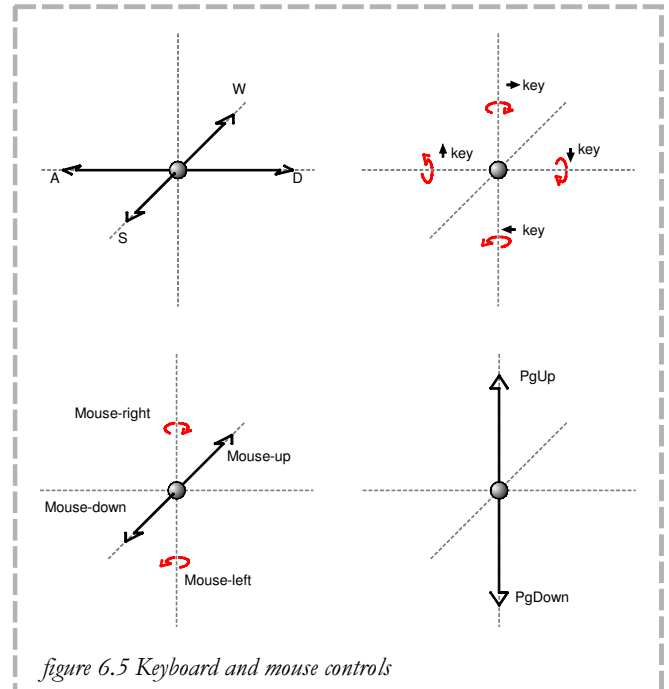 W
A
D
S
➡ key
⬆ key
⬇ key
⬅ key
Mouse-right
Mouse-up
Mouse-down
Mouse-left
PgUp
PgDown
figure 6.5 Keyboard and mouse controls